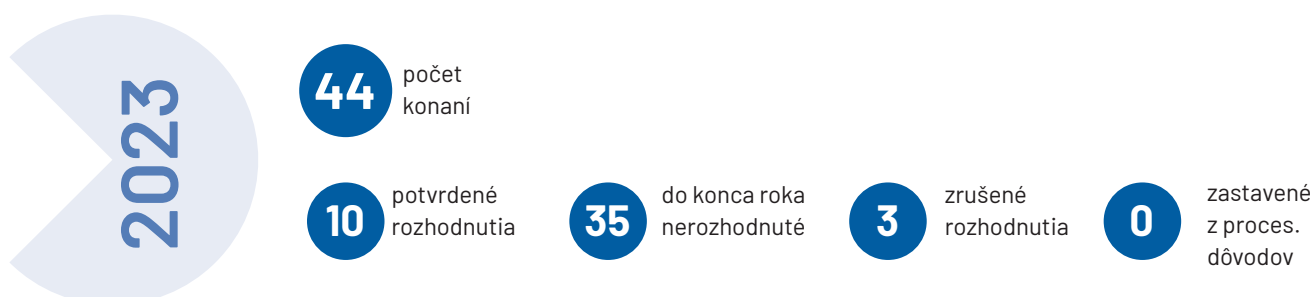 2023
44
počet
konaní
10
potvrdené
rozhodnutia
35
do konca roka
nerozhodnuté
3
zrušené
rozhodnutia
0
zastavené
z proces.
dôvodov